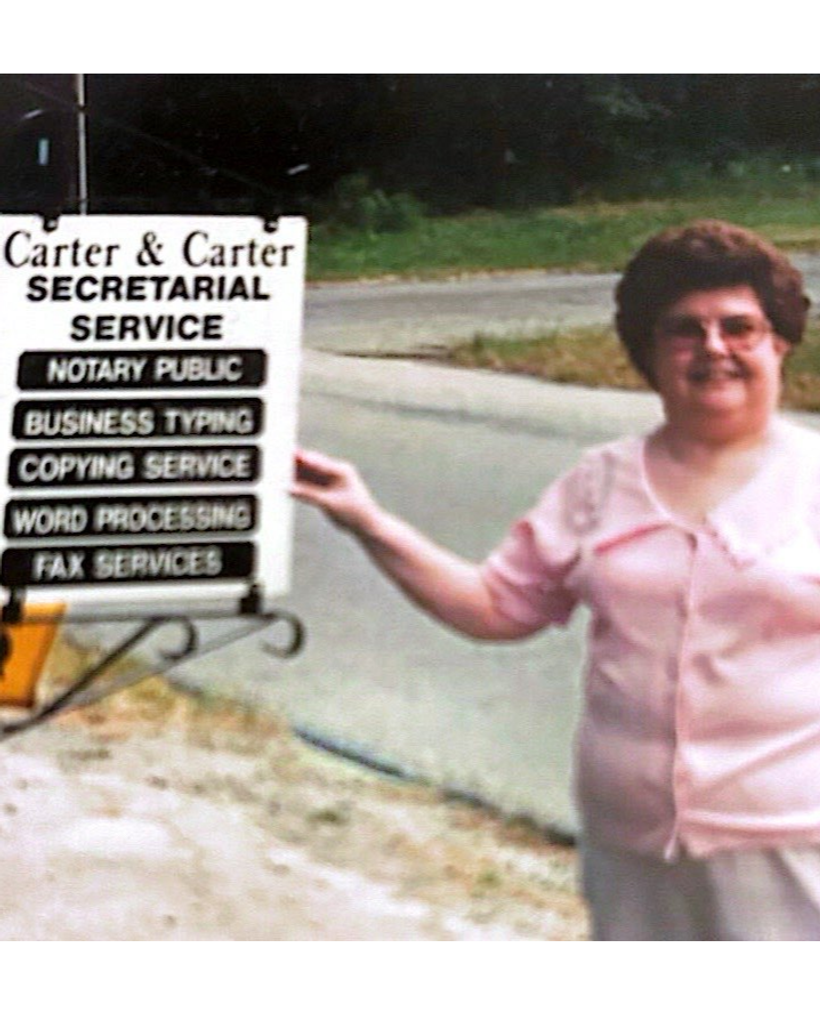 Carter & Carter
SECRETARIAL
SERVICE
NOTARY PUBLIC
BUSINESS TYPING
COPYING SERVICE
WORD PROCESSING
FAX SERVICES